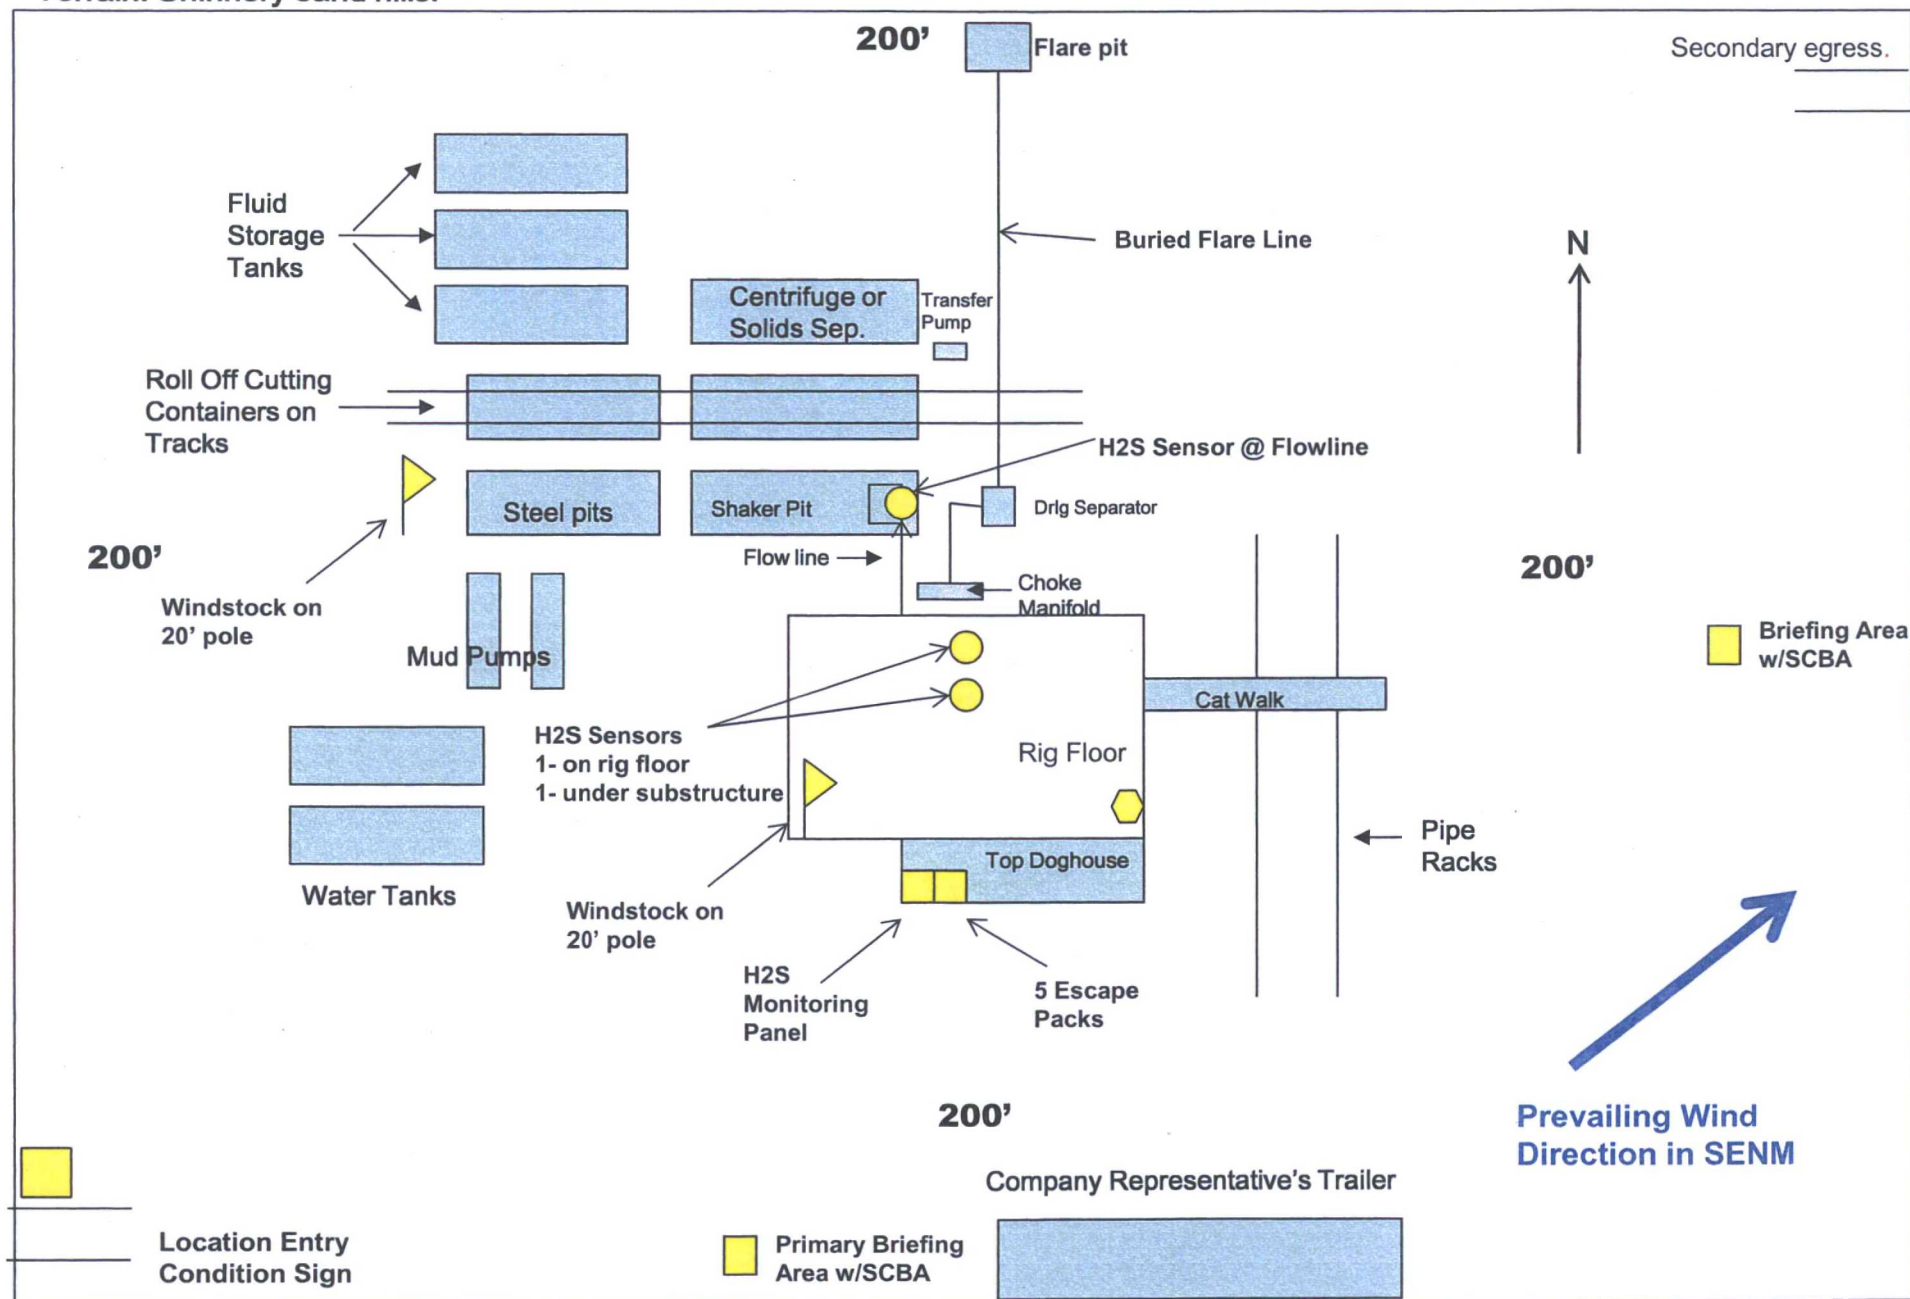 200'
Flare pit
Secondary egress.
Fluid
Storage
Tanks
Buried Flare Line
N
Centrifuge or
Solids Sep.
Transfer
Pump
Roll Off Cutting
Containers on
Tracks
H2S Sensor @ Flowline
Steel pits
Shaker Pit
Drlg Separator
200'
Flow line
200'
Choke
Manifold
Windstock on
20' pole
Briefing Area
w/SCBA
Mud Pumps
Cat Walk
H2S Sensors
1- on rig floor
1- under substructure
Rig Floor
Pipe
Racks
Top Doghouse
Water Tanks
Windstock on
20' pole
H2S
Monitoring
Panel
5 Escape
Packs
200'
Prevailing Wind
Direction in SENM
Company Representative's Trailer
Location Entry
Condition Sign
Primary Briefing
Area w/SCBA